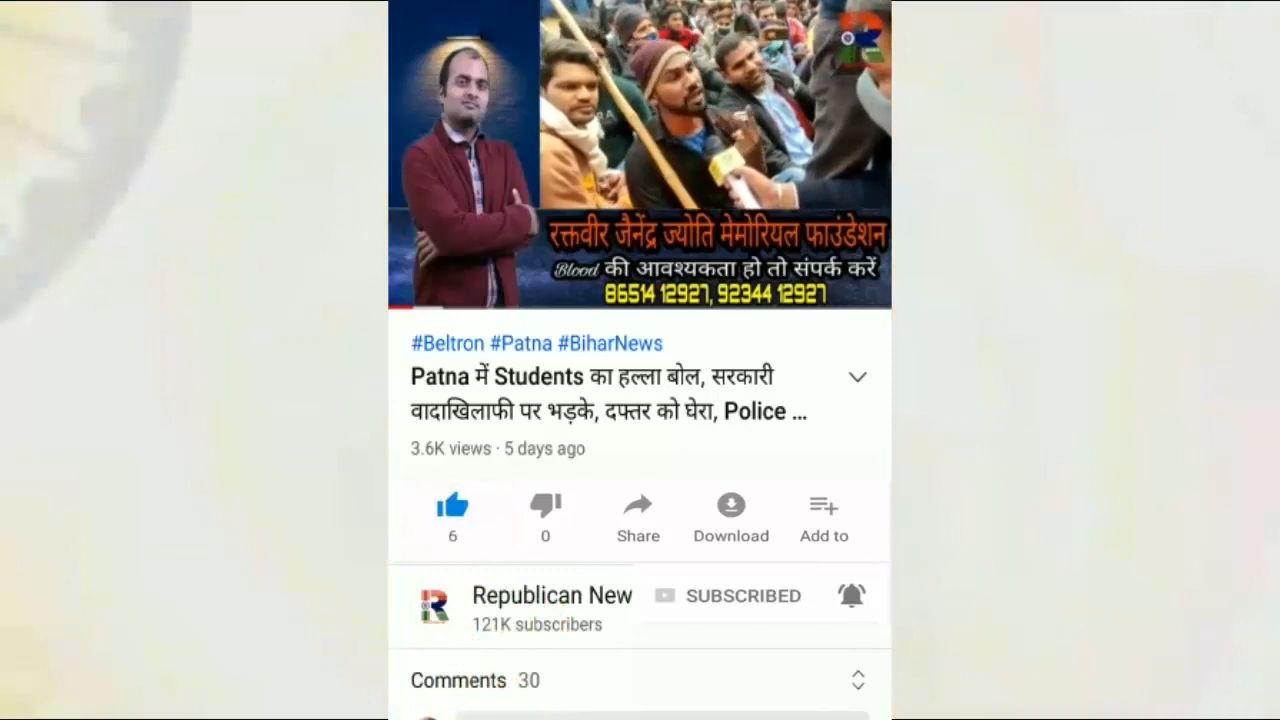 रक्तवीर जैनेंद्र ज्योति मेमोरियल फाउंडेशन
Blood की आवश्यकता हो तो संपर्क करें
86514 12927, 92344 12927
#Beltron #Patna #BiharNews
Patna में Students का हल्ला बोल, सरकारी
वादाखिलाफी पर भड़के, दफ्तर को घेरा, Police ...
3.6K views · 5 days ago
6
0
Share
Download
Add to
Republican New
SUBSCRIBED
121K subscribers
Comments 30